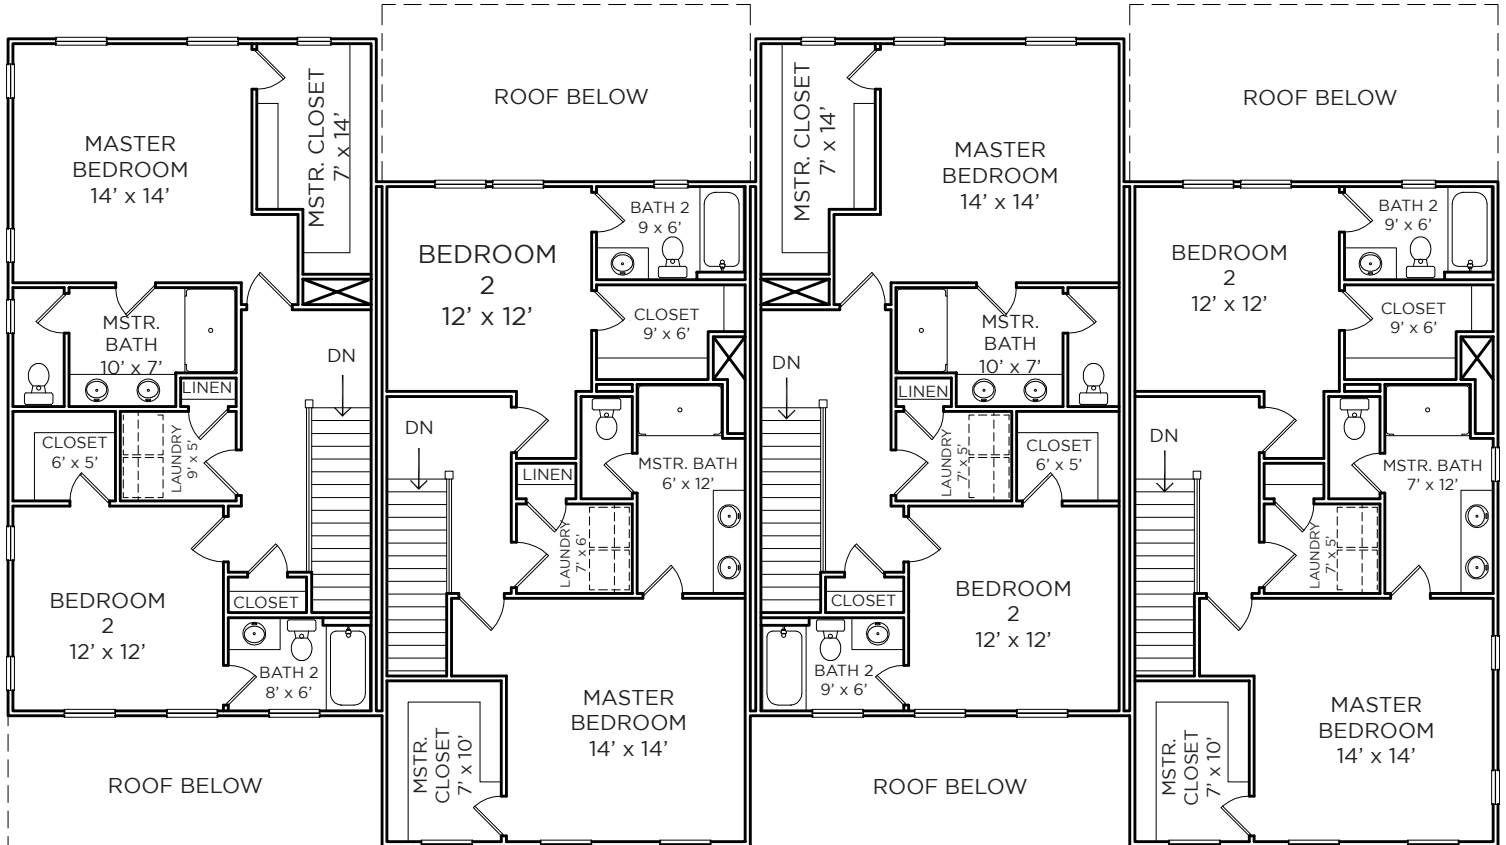 MASTER
BEDROOM
14’ x 14’
MSTR. CLOSET
7’ x 14’
MSTR.
BATH
10’ x 7’
LINEN
DN
CLOSET
6’ x 5’
LAUNDRY
9’ x 5’
BEDROOM
2
12’ x 12’
CLOSET
BATH 2
8’ x 6’
ROOF BELOW
ROOF BELOW
BEDROOM
2
12’ x 12’
BATH 2
9 x 6’
CLOSET
9’ x 6’
DN
LINEN
MSTR. BATH
6’ x 12’
LAUNDRY
7’ x 6’
MASTER
BEDROOM
14’ x 14’
MSTR.
CLOSET
7’ x 10’
MSTR. CLOSET
7’ x 14’
MASTER
BEDROOM
14’ x 14’
DN
MSTR.
BATH
10’ x 7’
LINEN
LAUNDRY
7’ x 5’
CLOSET
6’ x 5’
BEDROOM
2
12’ x 12’
CLOSET
BATH 2
9’ x 6’
ROOF BELOW
ROOF BELOW
BEDROOM
2
12’ x 12’
BATH 2
9’ x 6’
CLOSET
9’ x 6’
DN
MSTR. BATH
7’ x 12’
LAUNDRY
7’ x 5’
MASTER
BEDROOM
14’ x 14’
MSTR.
CLOSET
7’ x 10’